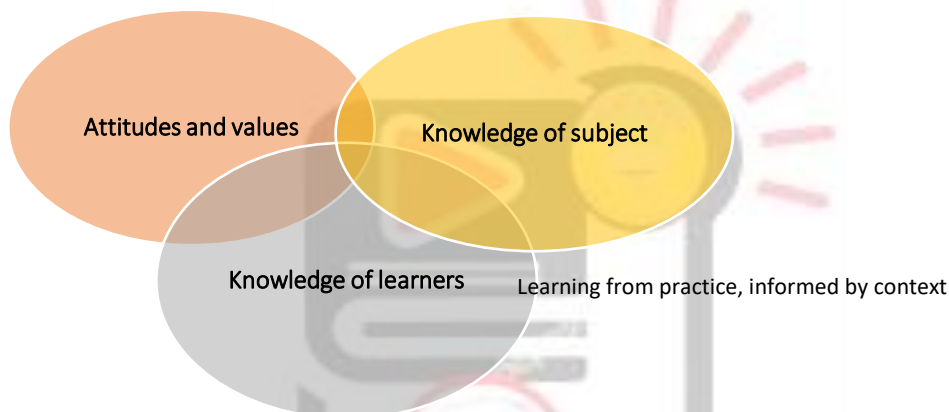 Attitudes and values
Knowledge of subject
Knowledge of learners
Learning from practice, informed by context